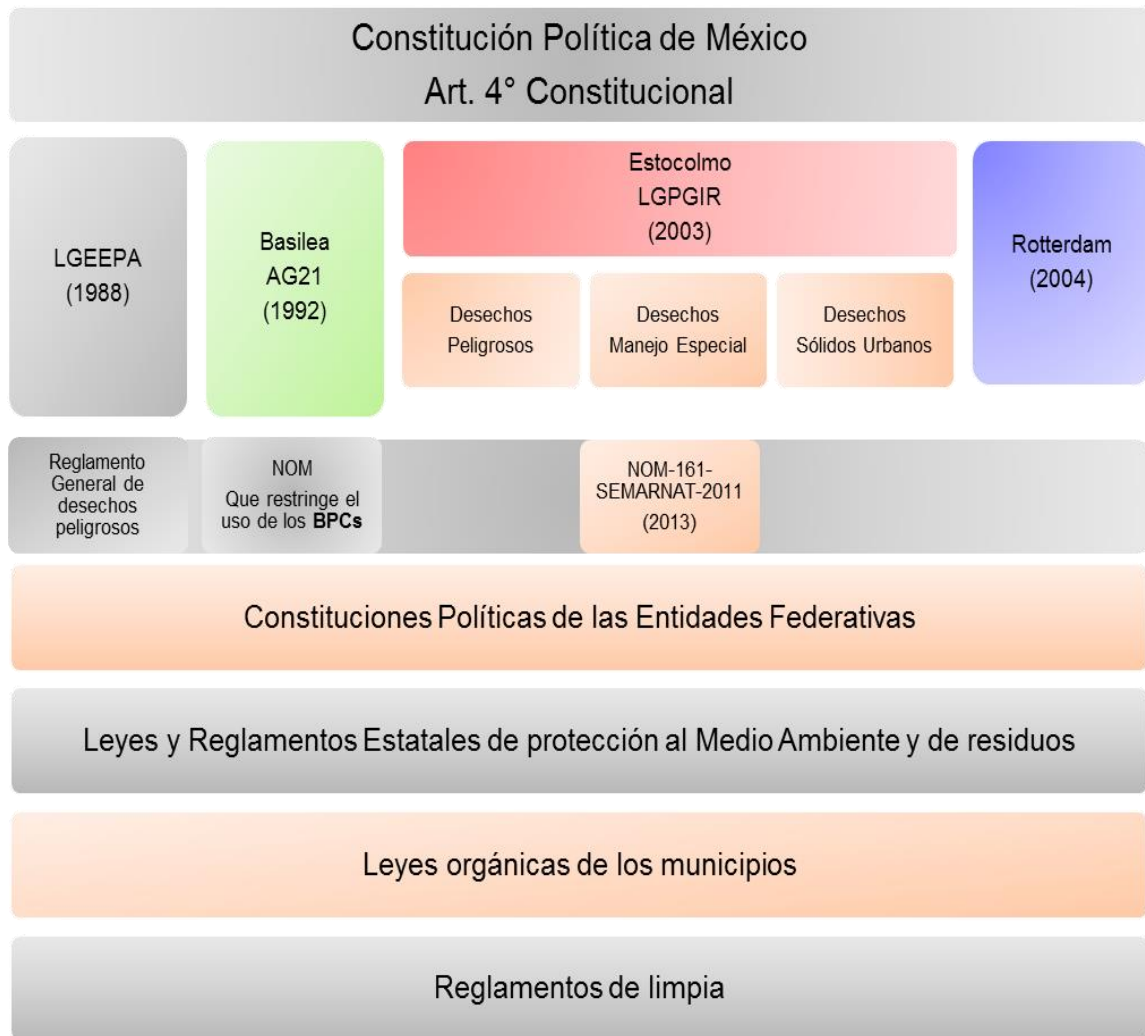 Constitución Política de México
Art. 4° Constitucional
LGEEPA
(1988)
Basilea
AG21
(1992)
Estocolmo
LGPGIR
(2003)
Desechos
Peligrosos
Desechos
Manejo Especial
Desechos
Sólidos Urbanos
Rotterdam
(2004)
Reglamento
General de
desechos
peligrosos
NOM
Que restringe el
uso de los BPCs
NOM-161-
SEMARNAT-2011
(2013)
Constituciones Políticas de las Entidades Federativas
Leyes y Reglamentos Estatales de protección al Medio Ambiente y de residuos
Leyes orgánicas de los municipios
Reglamentos de limpia